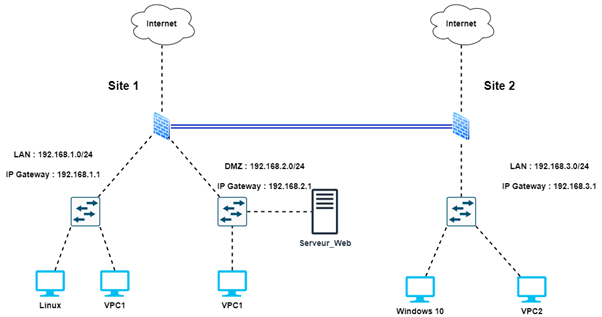 Internet
Internet
Site 1
Site 2
LAN : 192.168.1.0/24
IP Gateway : 192.168.1.1
DMZ : 192.168.2.0/24
IP Gateway : 192.168.2.1
LAN : 192.168.3.0/24
IP Gateway : 192.168.3.1
Serveur_Web
Linux
VPC1
VPC1
Windows 10
VPC2